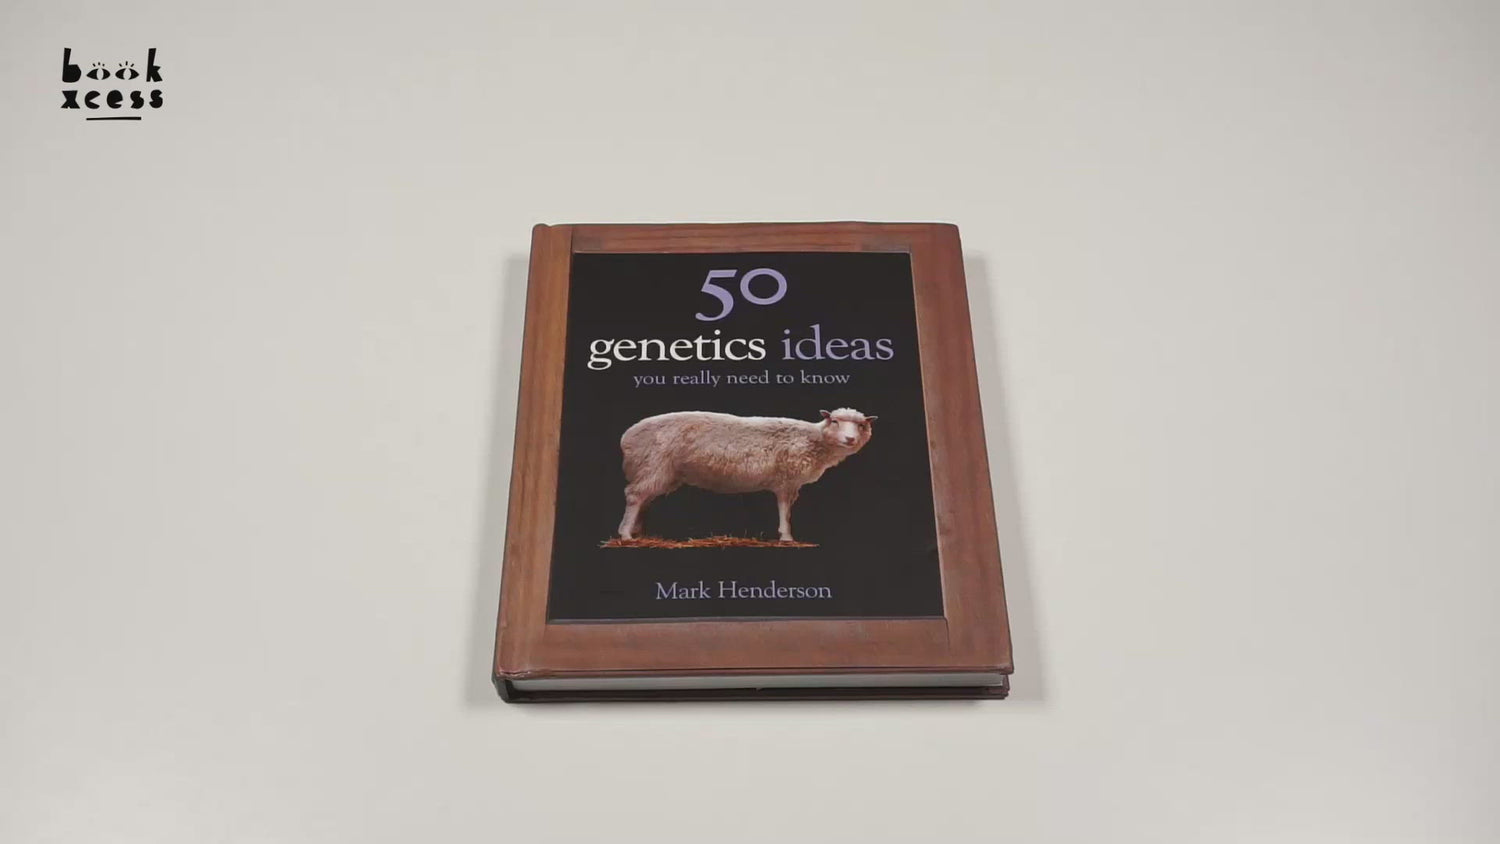 book
xcess
50
genetics ideas
you really need to know
Mark Henderson